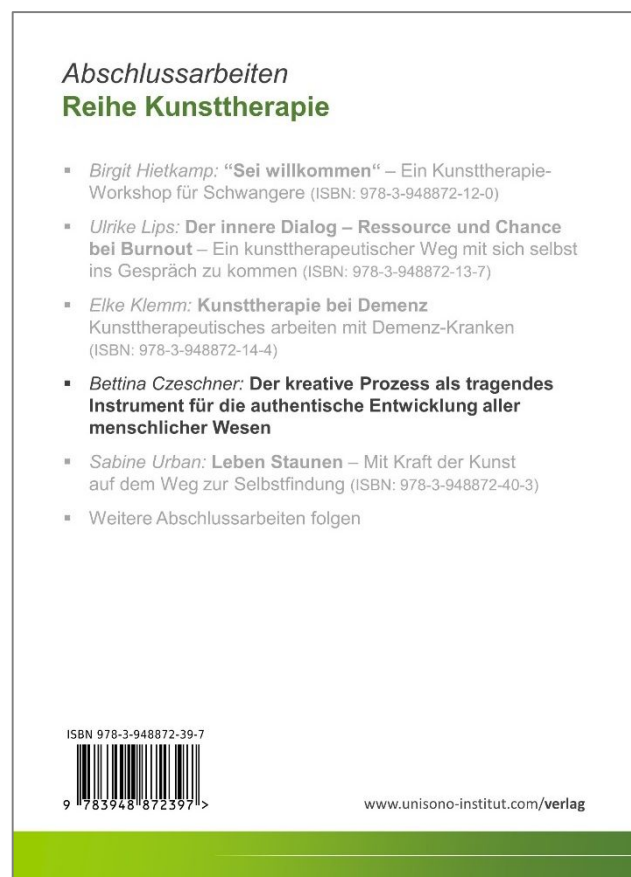 Abschlussarbeiten
Reihe Kunsttherapie
▪ Birgit Hietkamp: “Sei willkommen“ – Ein Kunsttherapie-
Workshop für Schwangere (ISBN: 978-3-948872-12-0)
▪ Ulrike Lips: Der innere Dialog – Ressource und Chance
bei Burnout – Ein kunsttherapeutischer Weg mit sich selbst
ins Gespräch zu kommen (ISBN: 978-3-948872-13-7)
▪ Elke Klemm: Kunsttherapie bei Demenz
Kunsttherapeutisches arbeiten mit Demenz-Kranken
(ISBN: 978-3-948872-14-4)
▪ Bettina Czeschner: Der kreative Prozess als tragendes
Instrument für die authentische Entwicklung aller
menschlicher Wesen
▪ Sabine Urban: Leben Staunen – Mit Kraft der Kunst
auf dem Weg zur Selbstfindung (ISBN: 978-3-948872-40-3)
▪ Weitere Abschlussarbeiten folgen
ISBN 978-3-948872-39-7
9 783948 872397 >
www.unisono-institut.com/verlag